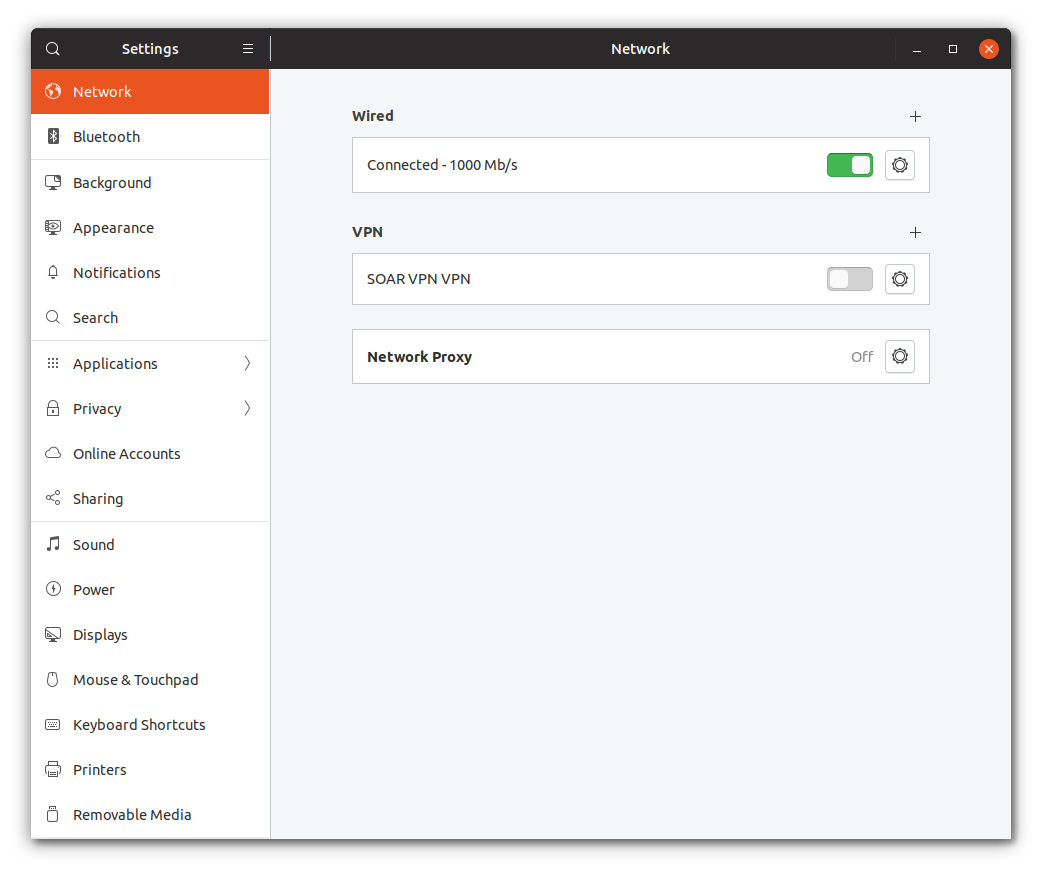 Settings
Network
Network
Bluetooth
Background
Appearance
Notifications
Search
Applications
Privacy
Online Accounts
Sharing
Sound
Power
Displays
Mouse & Touchpad
Keyboard Shortcuts
Printers
Removable Media
Wired
Connected - 1000 Mb/s
VPN
SOAR VPN VPN
Network Proxy
Off